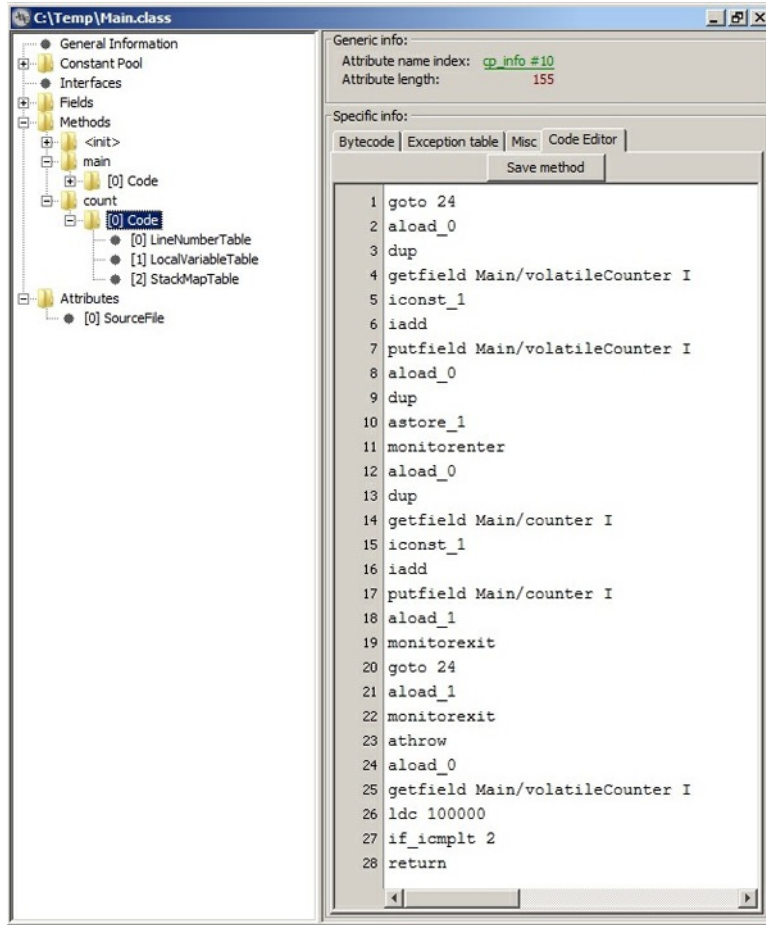 C:\Temp\Main.class
General Information
Constant Pool
Interfaces
Fields
Methods
<init>
main
[0] Code
count
[0] Code
[0] LineNumberTable
[1] LocalVariableTable
[2] StackMapTable
Attributes
[0] SourceFile
Generic info:
Attribute name index: cp_info #10
Attribute length: 155
Specific info:
Bytecode Exception table Misc Code Editor
Save method
1 goto 24
2 aload_0
3 dup
4 getfield Main/volatileCounter I
5 iconst_1
6 iadd
7 putfield Main/volatileCounter I
8 aload_0
9 dup
10 astore_1
11 monitorenter
12 aload_0
13 dup
14 getfield Main/counter I
15 iconst_1
16 iadd
17 putfield Main/counter I
18 aload_1
19 monitorexit
20 goto 24
21 aload_1
22 monitorexit
23 athrow
24 aload_0
25 getfield Main/volatileCounter I
26 ldc 100000
27 if_icmplt 2
28 return